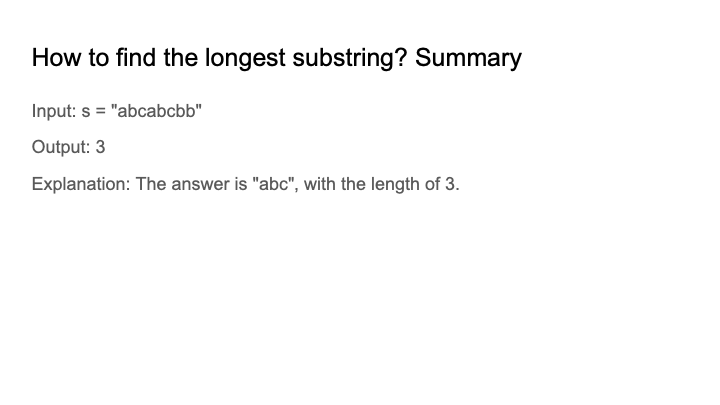 How to find the longest substring? Summary
Input: s = "abcabcbb"
Output: 3
Explanation: The answer is "abc", with the length of 3.